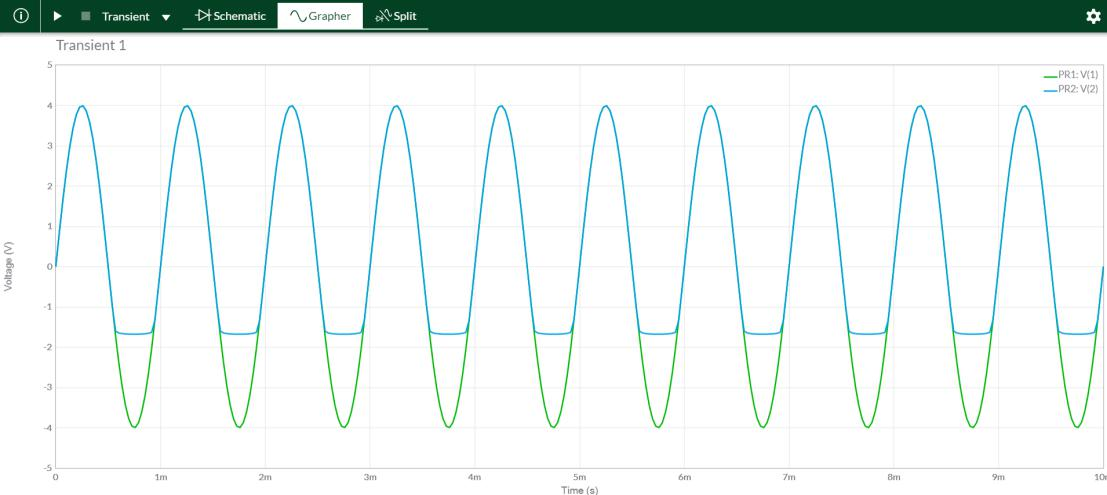 Transient
Schematic
Grapher
Split
Transient 1
PR1: V(1)
PR2: V(2)
Voltage (V)
5
4
3
2
1
0
-1
-2
-3
-4
-5
0 1m 2m 3m 4m 5m 6m 7m 8m 9m 10m
Time (s)